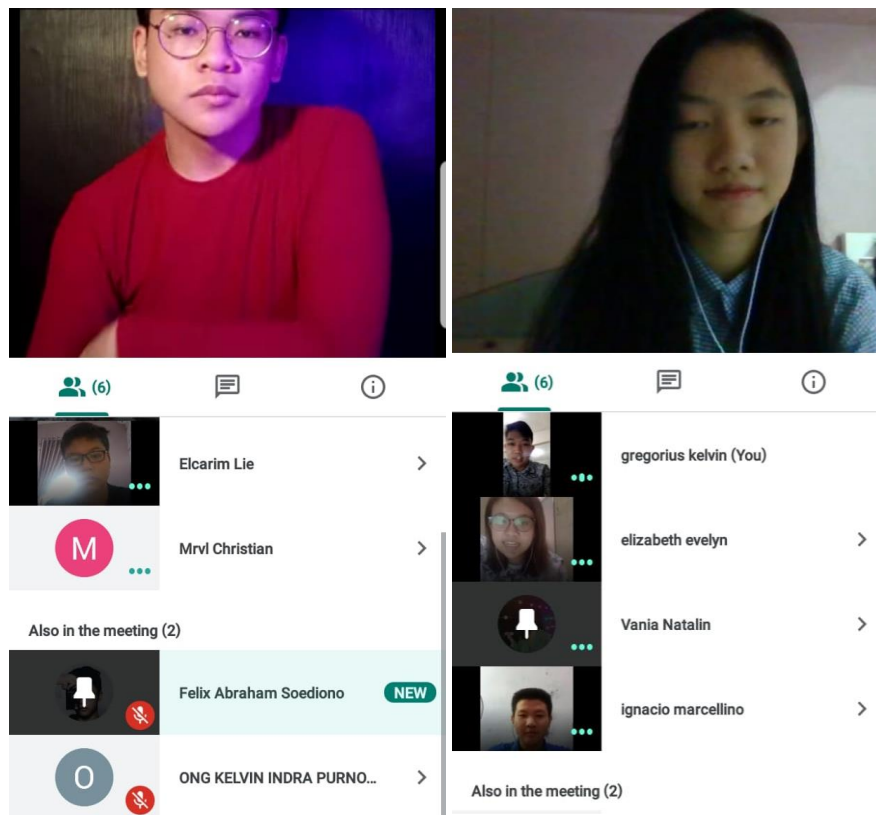 (6)
Elcarim Lie
M
Mrvl Christian
Also in the meeting (2)
Felix Abraham Soediono
NEW
O
ONG KELVIN INDRA PURNO...
(6)
gregorius kelvin (You)
elizabeth evelyn
Vania Natalin
ignacio marcellino
Also in the meeting (2)